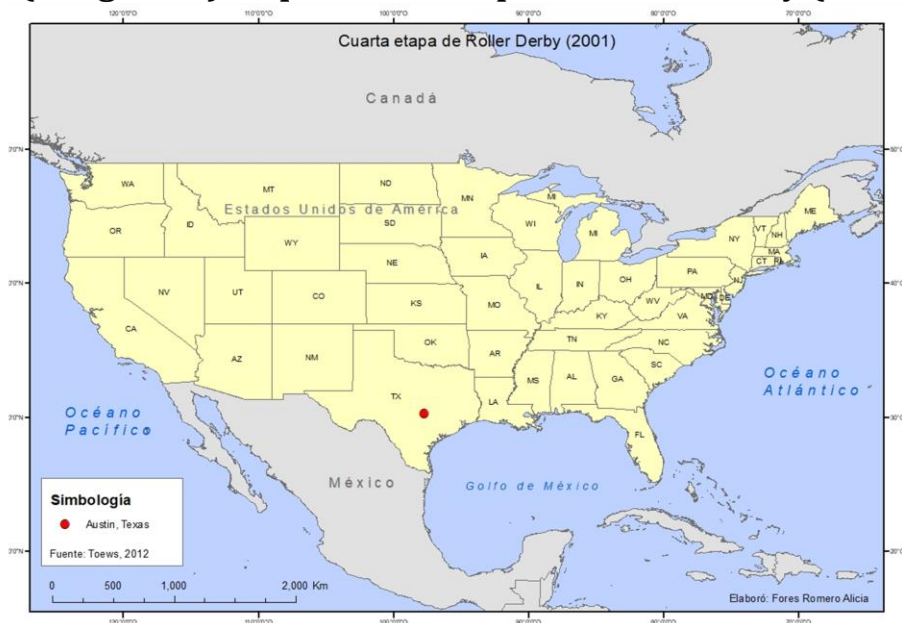 Cuarta etapa de Roller Derby (2001)
Canadá
WA
MT
ND
MN
MI
ME
OR
ID
Estados Unidos de América
SD
WI
MI
NY
VT
NH
MA
CT
RI
WY
IA
PA
NJ
NE
NV
UT
CO
IL
IN
OH
MD
DE
KS
MO
WV
VA
CA
KY
OK
TN
NC
AZ
NM
AR
SC
TX
MS
AL
GA
LA
Océano
Atlántico
Océano
Pacífico
FL
México
Golfo de México
Simbología
Austin, Texas
Fuente: Toews, 2012
0 500 1,000 2,000 Km
Elaboró: Fores Romero Alicia